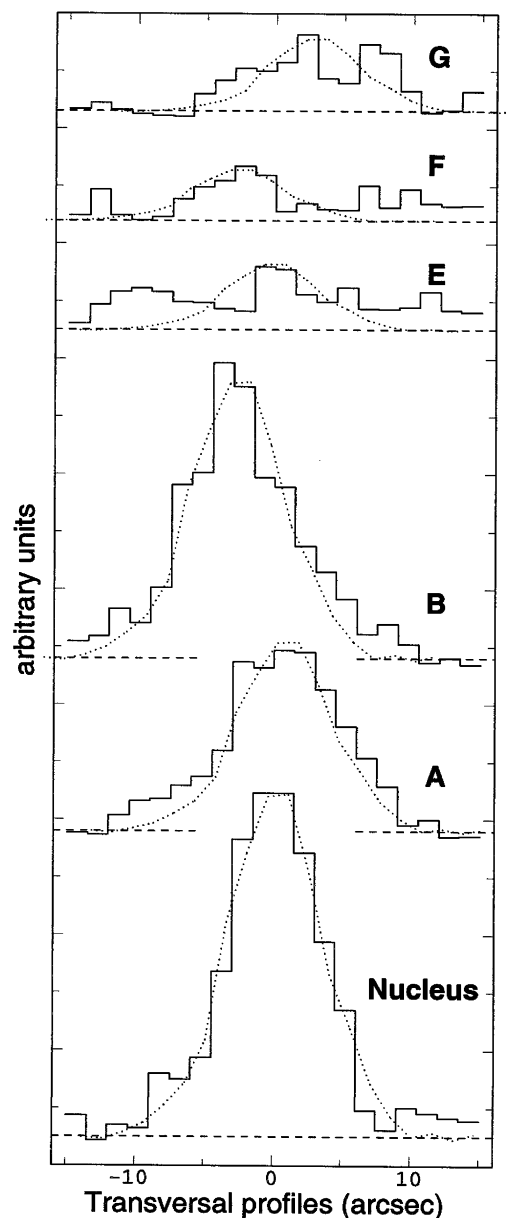 G
F
E
B
A
Nucleus
arbitrary units
-10 0 10
Transversal profiles (arcsec)